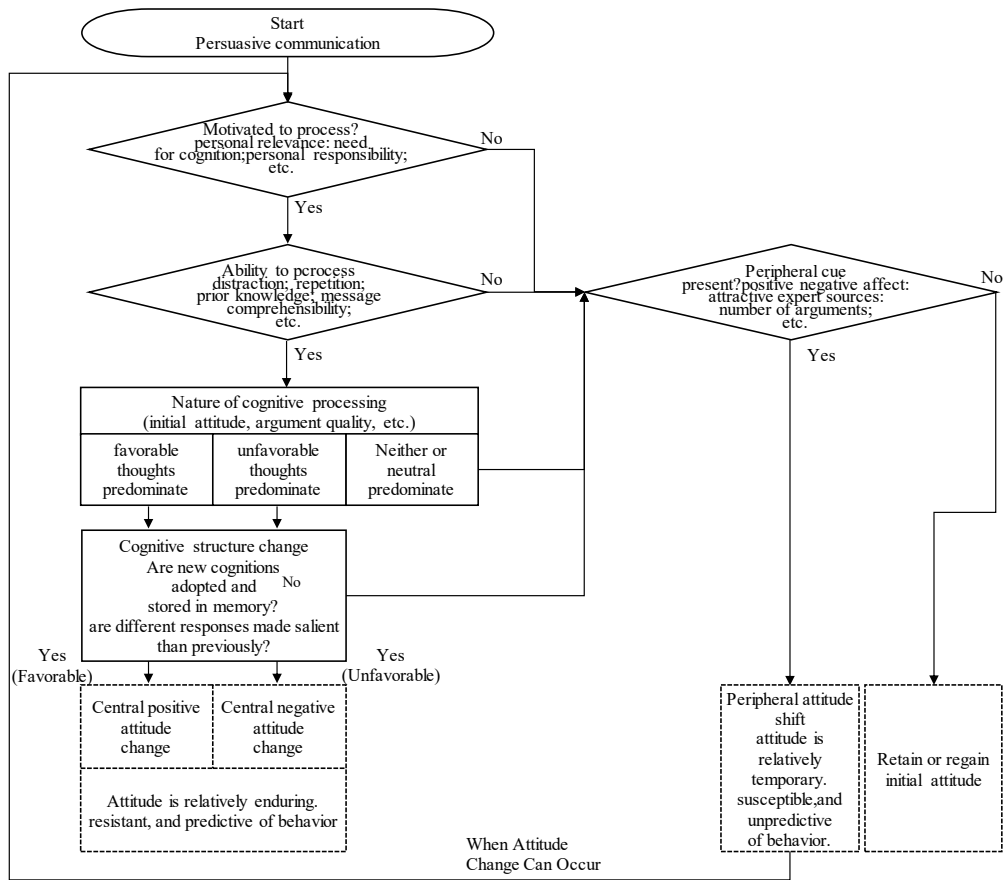 Start
Persuasive communication
Motivated to process?
personal relevance: need
for cognition;personal responsibility;
etc.
No
Yes
Ability to pcrocess
distraction; repetition;
prior knowledge; message
comprehensibility;
etc.
No
Yes
Peripheral cue
present?positive negative affect:
attractive expert sources:
number of arguments;
etc.
No
Yes
Nature of cognitive processing
(initial attitude, argument quality, etc.)
favorable
thoughts
predominate
unfavorable
thoughts
predominate
Neither or
neutral
predominate
Cognitive structure change
Are new cognitions
adopted and
stored in memory?
are different responses made salient
than previously?
No
Yes
(Favorable)
Yes
(Unfavorable)
Central positive
attitude
change
Central negative
attitude
change
Attitude is relatively enduring.
resistant, and predictive of behavior
Peripheral attitude
shift
attitude is
relatively
temporary.
susceptible,and
unpredictive
of behavior.
Retain or regain
initial attitude
When Attitude
Change Can Occur